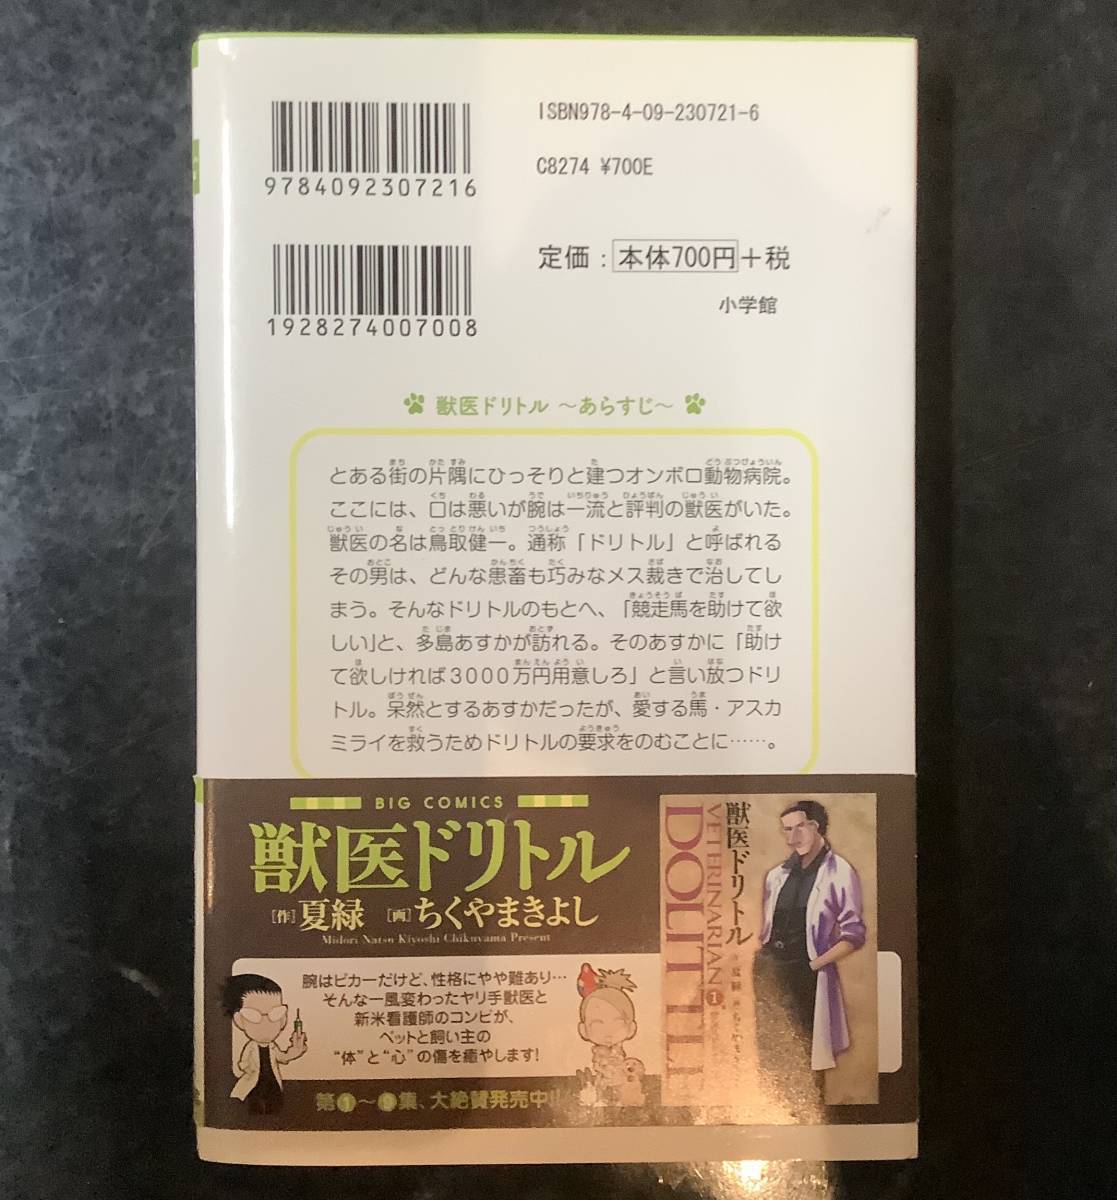 ISBN978-4-09-230721-6
C8274 ¥700E
9784092307216
定価：本体700円＋税
1928274007008
小学館
獣医ドリトル ～あらすじ～
とある街の片隅にひっそりと建つオンボロ動物病院。
ここには、口は悪いが腕は一流と評判の獣医がいた。
獣医の名は鳥取健一。通称「ドリトル」と呼ばれる
その男は、どんな患畜も巧みなメス裁きで治してし
まう。そんなドリトルのもとへ、「競走馬を助けて欲
しい」と、多島あすかが訪れる。そのあすかに「助け
て欲しければ3000万円用意しろ」と言い放つドリ
トル。呆然とするあすかだったが、愛する馬・アスカ
ミライを救うためドリトルの要求をのむことに……。
BIG COMICS
獣医ドリトル
[作]夏緑 [画]ちくやまきよし
Midori Natsu Kiyoshi Chikuyama Present
腕はピカーだけど、性格にやや難あり…
そんな一風変わったヤリ手獣医と
新米看護師のコンビが、
ペットと飼い主の
“体”と“心”の傷を癒やします!
第1～9集、大絶賛発売中!!
獣医ドリトル
VETERINARIAN
DOLITTLE
1